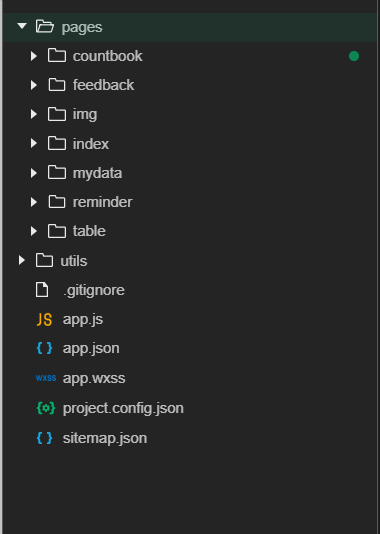 pages
countbook
feedback
img
index
mydata
reminder
table
utils
.gitignore
JS app.js
{ } app.json
WXSS app.wxss
project.config.json
{ } sitemap.json